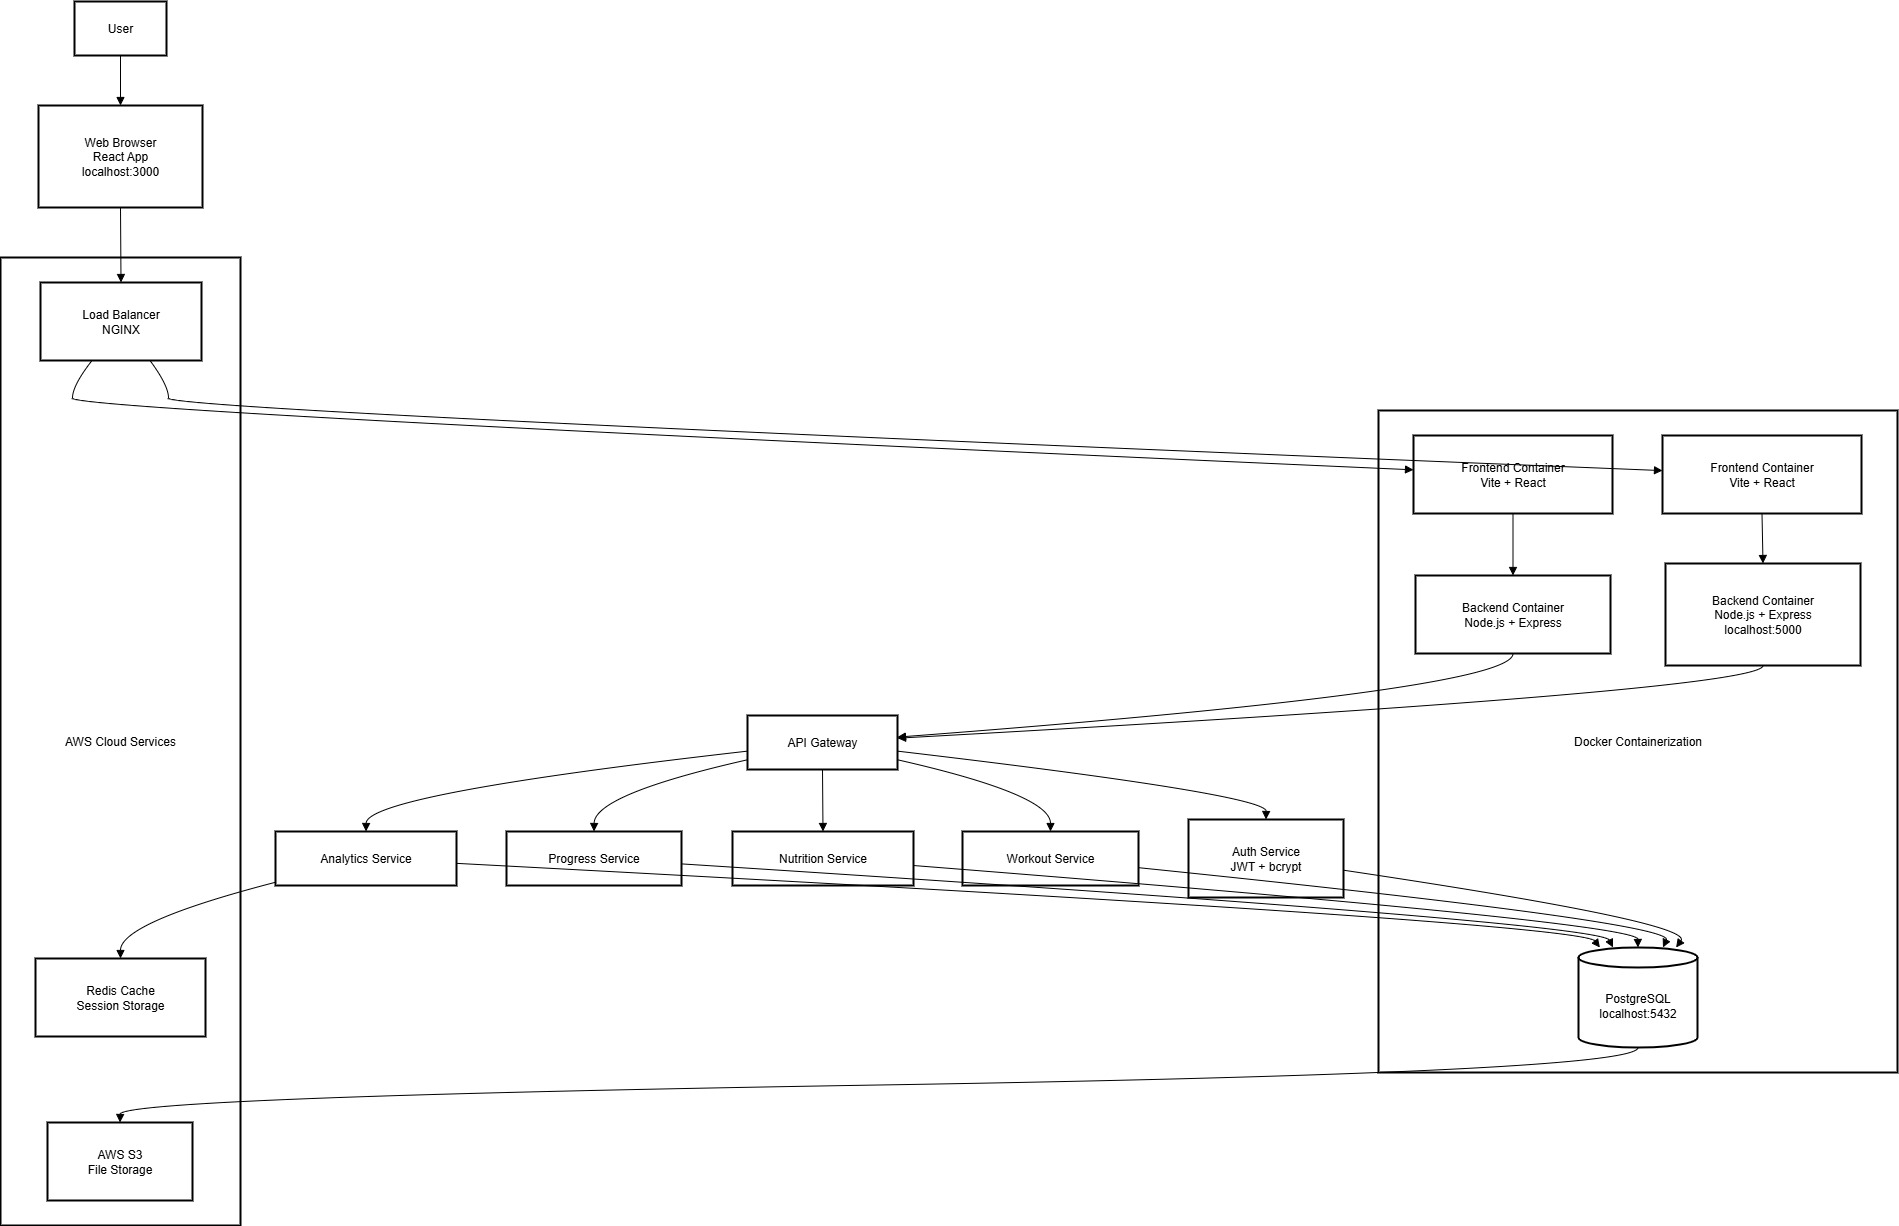 User
Web Browser
React App
localhost:3000
Load Balancer
NGINX
Frontend Container
Vite + React
Frontend Container
Vite + React
Backend Container
Node.js + Express
Backend Container
Node.js + Express
localhost:5000
AWS Cloud Services
API Gateway
Docker Containerization
Analytics Service
Progress Service
Nutrition Service
Workout Service
Auth Service
JWT + bcrypt
Redis Cache
Session Storage
PostgreSQL
localhost:5432
AWS S3
File Storage